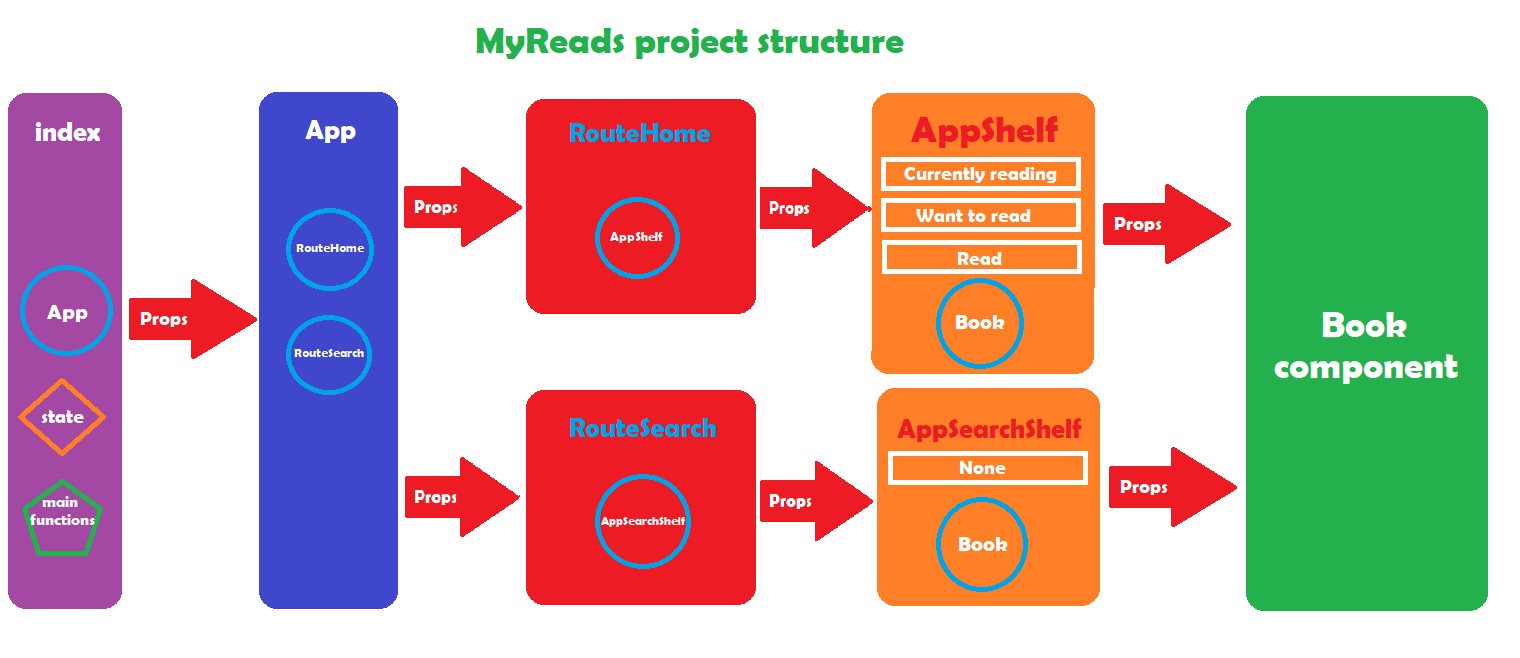 MyReads project structure
index
App
state
main
functions
Props
App
RouteHome
RouteSearch
Props
Props
RouteHome
AppShelf
RouteSearch
AppSearchShelf
Props
Props
AppShelf
Currently reading
Want to read
Read
Book
AppSearchShelf
None
Book
Props
Props
Book
component